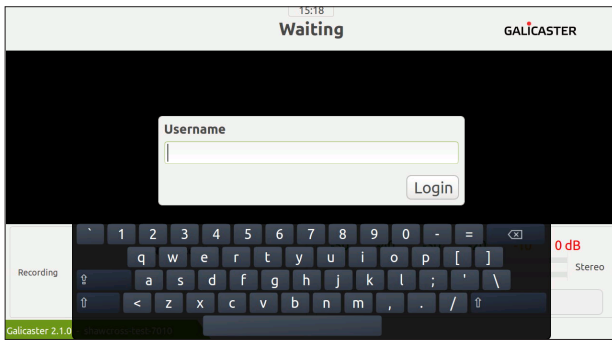 15:18
Waiting
GALICASTER
Username
Login
` 1 2 3 4 5 6 7 8 9 0 - =
0 dB
q w e r t y u i o p [ ]
Recording
Stereo
a s d f g h j k l ; ' \
< z x c v b n m , . /
Galicaster 2.1.0